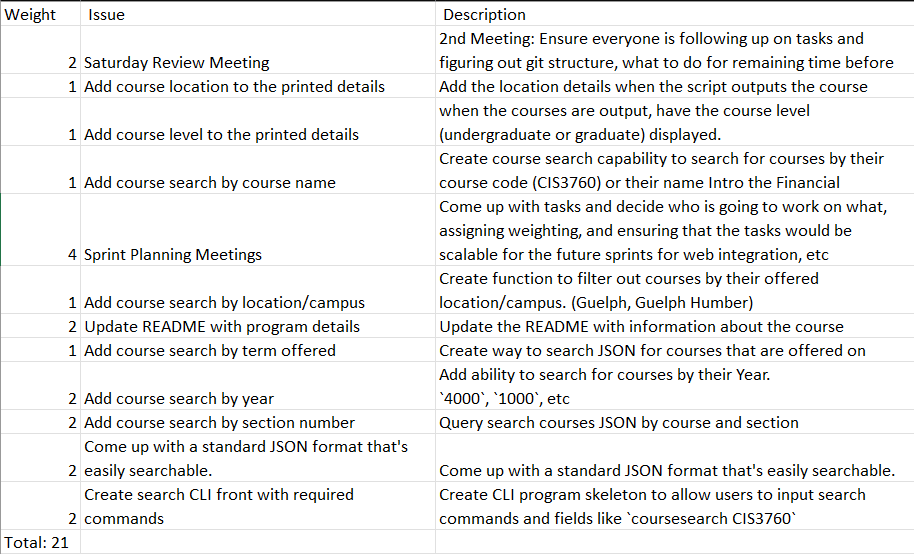 Weight Issue Description
2nd Meeting: Ensure everyone is following up on tasks and
2 Saturday Review Meeting figuring out git structure, what to do for remaining time before
1 Add course location to the printed details Add the location details when the script outputs the course
when the courses are output, have the course level
1 Add course level to the printed details (undergraduate or graduate) displayed.
Create course search capability to search for courses by their
1 Add course search by course name course code (CIS3760) or their name Intro the Financial
Come up with tasks and decide who is going to work on what,
assigning weighting, and ensuring that the tasks would be
4 Sprint Planning Meetings scalable for the future sprints for web integration, etc
Create function to filter out courses by their offered
1 Add course search by location/campus location/campus. (Guelph, Guelph Humber)
2 Update README with program details Update the README with information about the course
1 Add course search by term offered Create way to search JSON for courses that are offered on
Add ability to search for courses by their Year.
2 Add course search by year `4000`, `1000`, etc
2 Add course search by section number Query search courses JSON by course and section
Come up with a standard JSON format that's
2 easily searchable. Come up with a standard JSON format that's easily searchable.
Create search CLI front with required Create CLI program skeleton to allow users to input search
2 commands commands and fields like `coursesearch CIS3760`
Total: 21